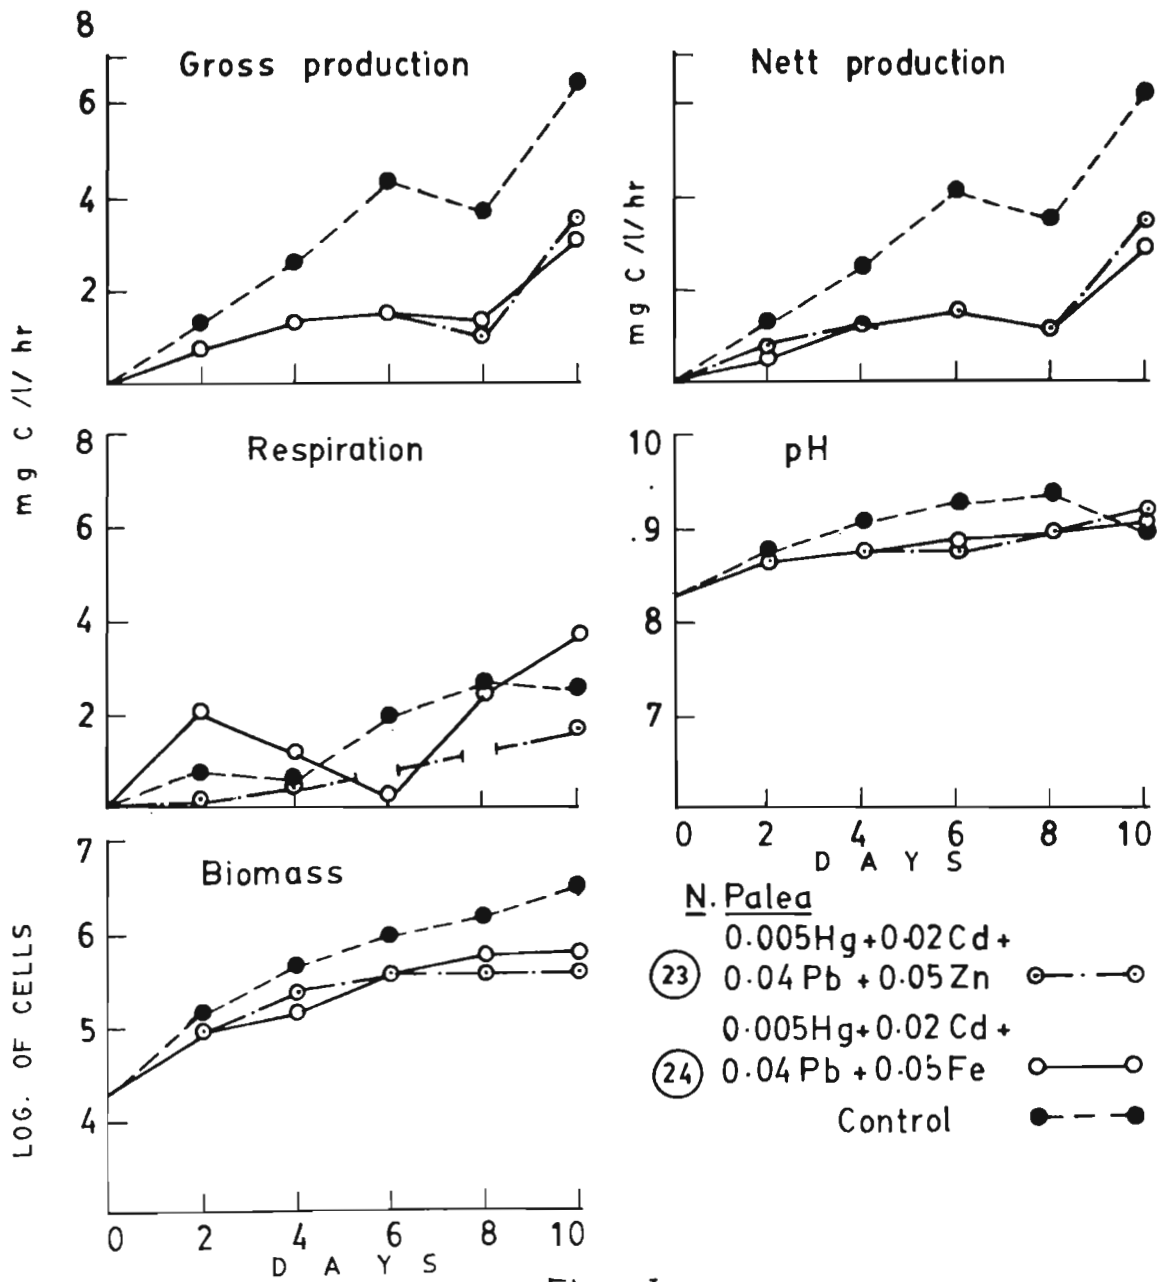 8
Gross production
Nett production
6
4
2
mg C /l/ hr
mg C /l/hr
Respiration
8
6
4
2
pH
10
.9
8
7
0 2 4 6 8 10
D A Y S
Biomass
7
6
5
4
LOG. OF CELLS
0 2 4 6 8 10
D A Y S
N. Palea
0.005Hg+0.02Cd+
23 0.04Pb+0.05Zn
0.005Hg+0.02Cd+
24 0.04Pb+0.05Fe
Control